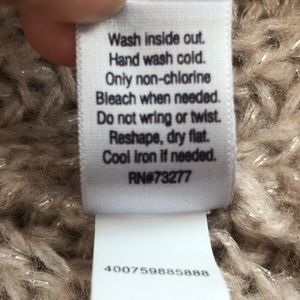 Wash inside out.
Hand wash cold.
Only non-chlorine
Bleach when needed.
Do not wring or twist.
Reshape, dry flat.
Cool iron if needed.
RN#73277
400759885888